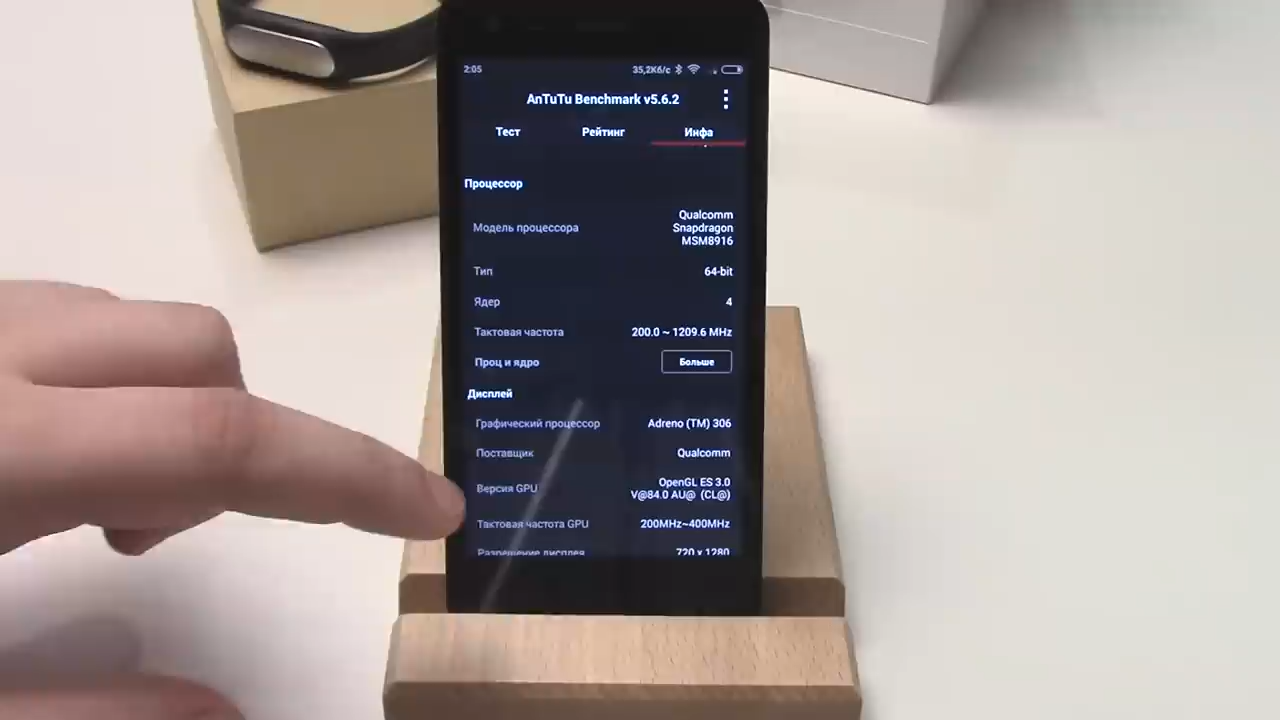 2:05 35,2Кб/с
AnTuTu Benchmark v5.6.2
Тест Рейтинг Инфа
Процессор
Модель процессора Qualcomm Snapdragon MSM8916
Тип 64-bit
Ядер 4
Тактовая частота 200.0 ~ 1209.6 MHz
Проц и ядро Больше
Дисплей
Графический процессор Adreno (TM) 306
Поставщик Qualcomm
Версия GPU OpenGL ES 3.0 V@84.0 AU@ (CL@)
Тактовая частота GPU 200MHz~400MHz
Разрешение дисплея 720 x 1280